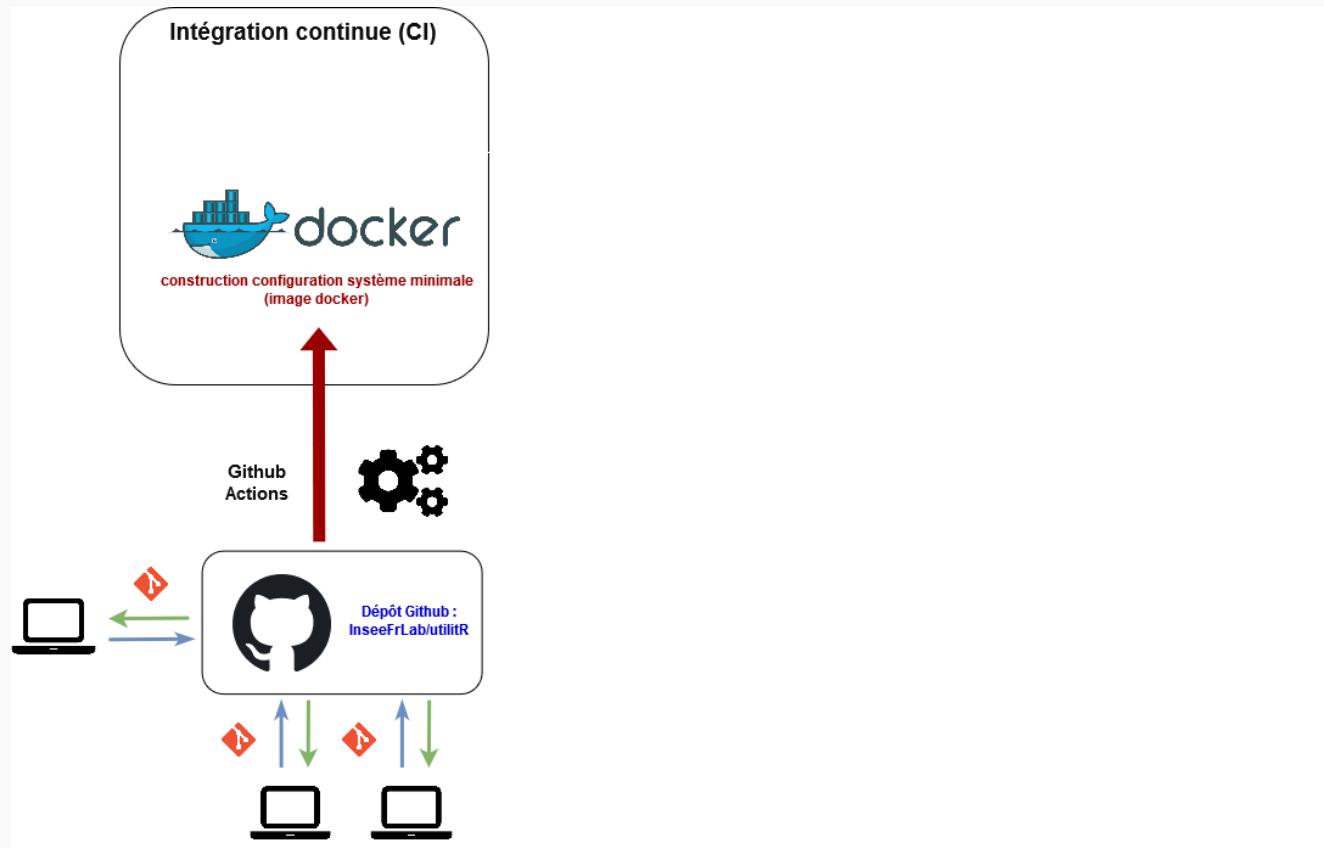 Intégration continue (CI)
docker
construction configuration système minimale
(image docker)
Github
Actions
Dépôt Github :
InseeFrLab/utilitR